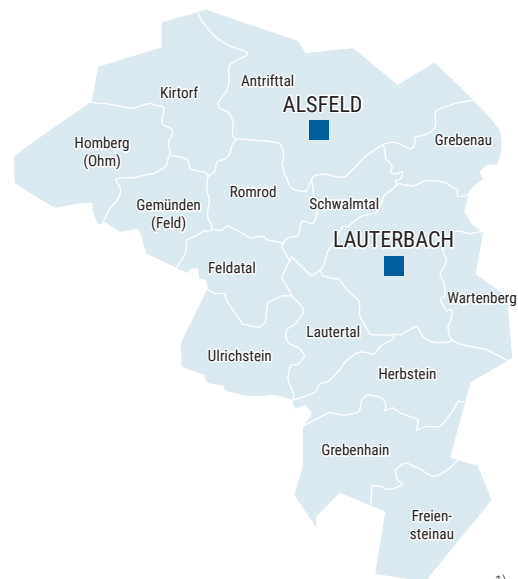 Antrifttal
Kirtorf
ALSFELD
Homberg
(Ohm)
Grebenau
Romrod
Gemünden
(Feld)
Schwalmtal
LAUTERBACH
Feldatal
Wartenberg
Lautertal
Ulrichstein
Herbstein
Grebenhain
Freien-
steinau
1)